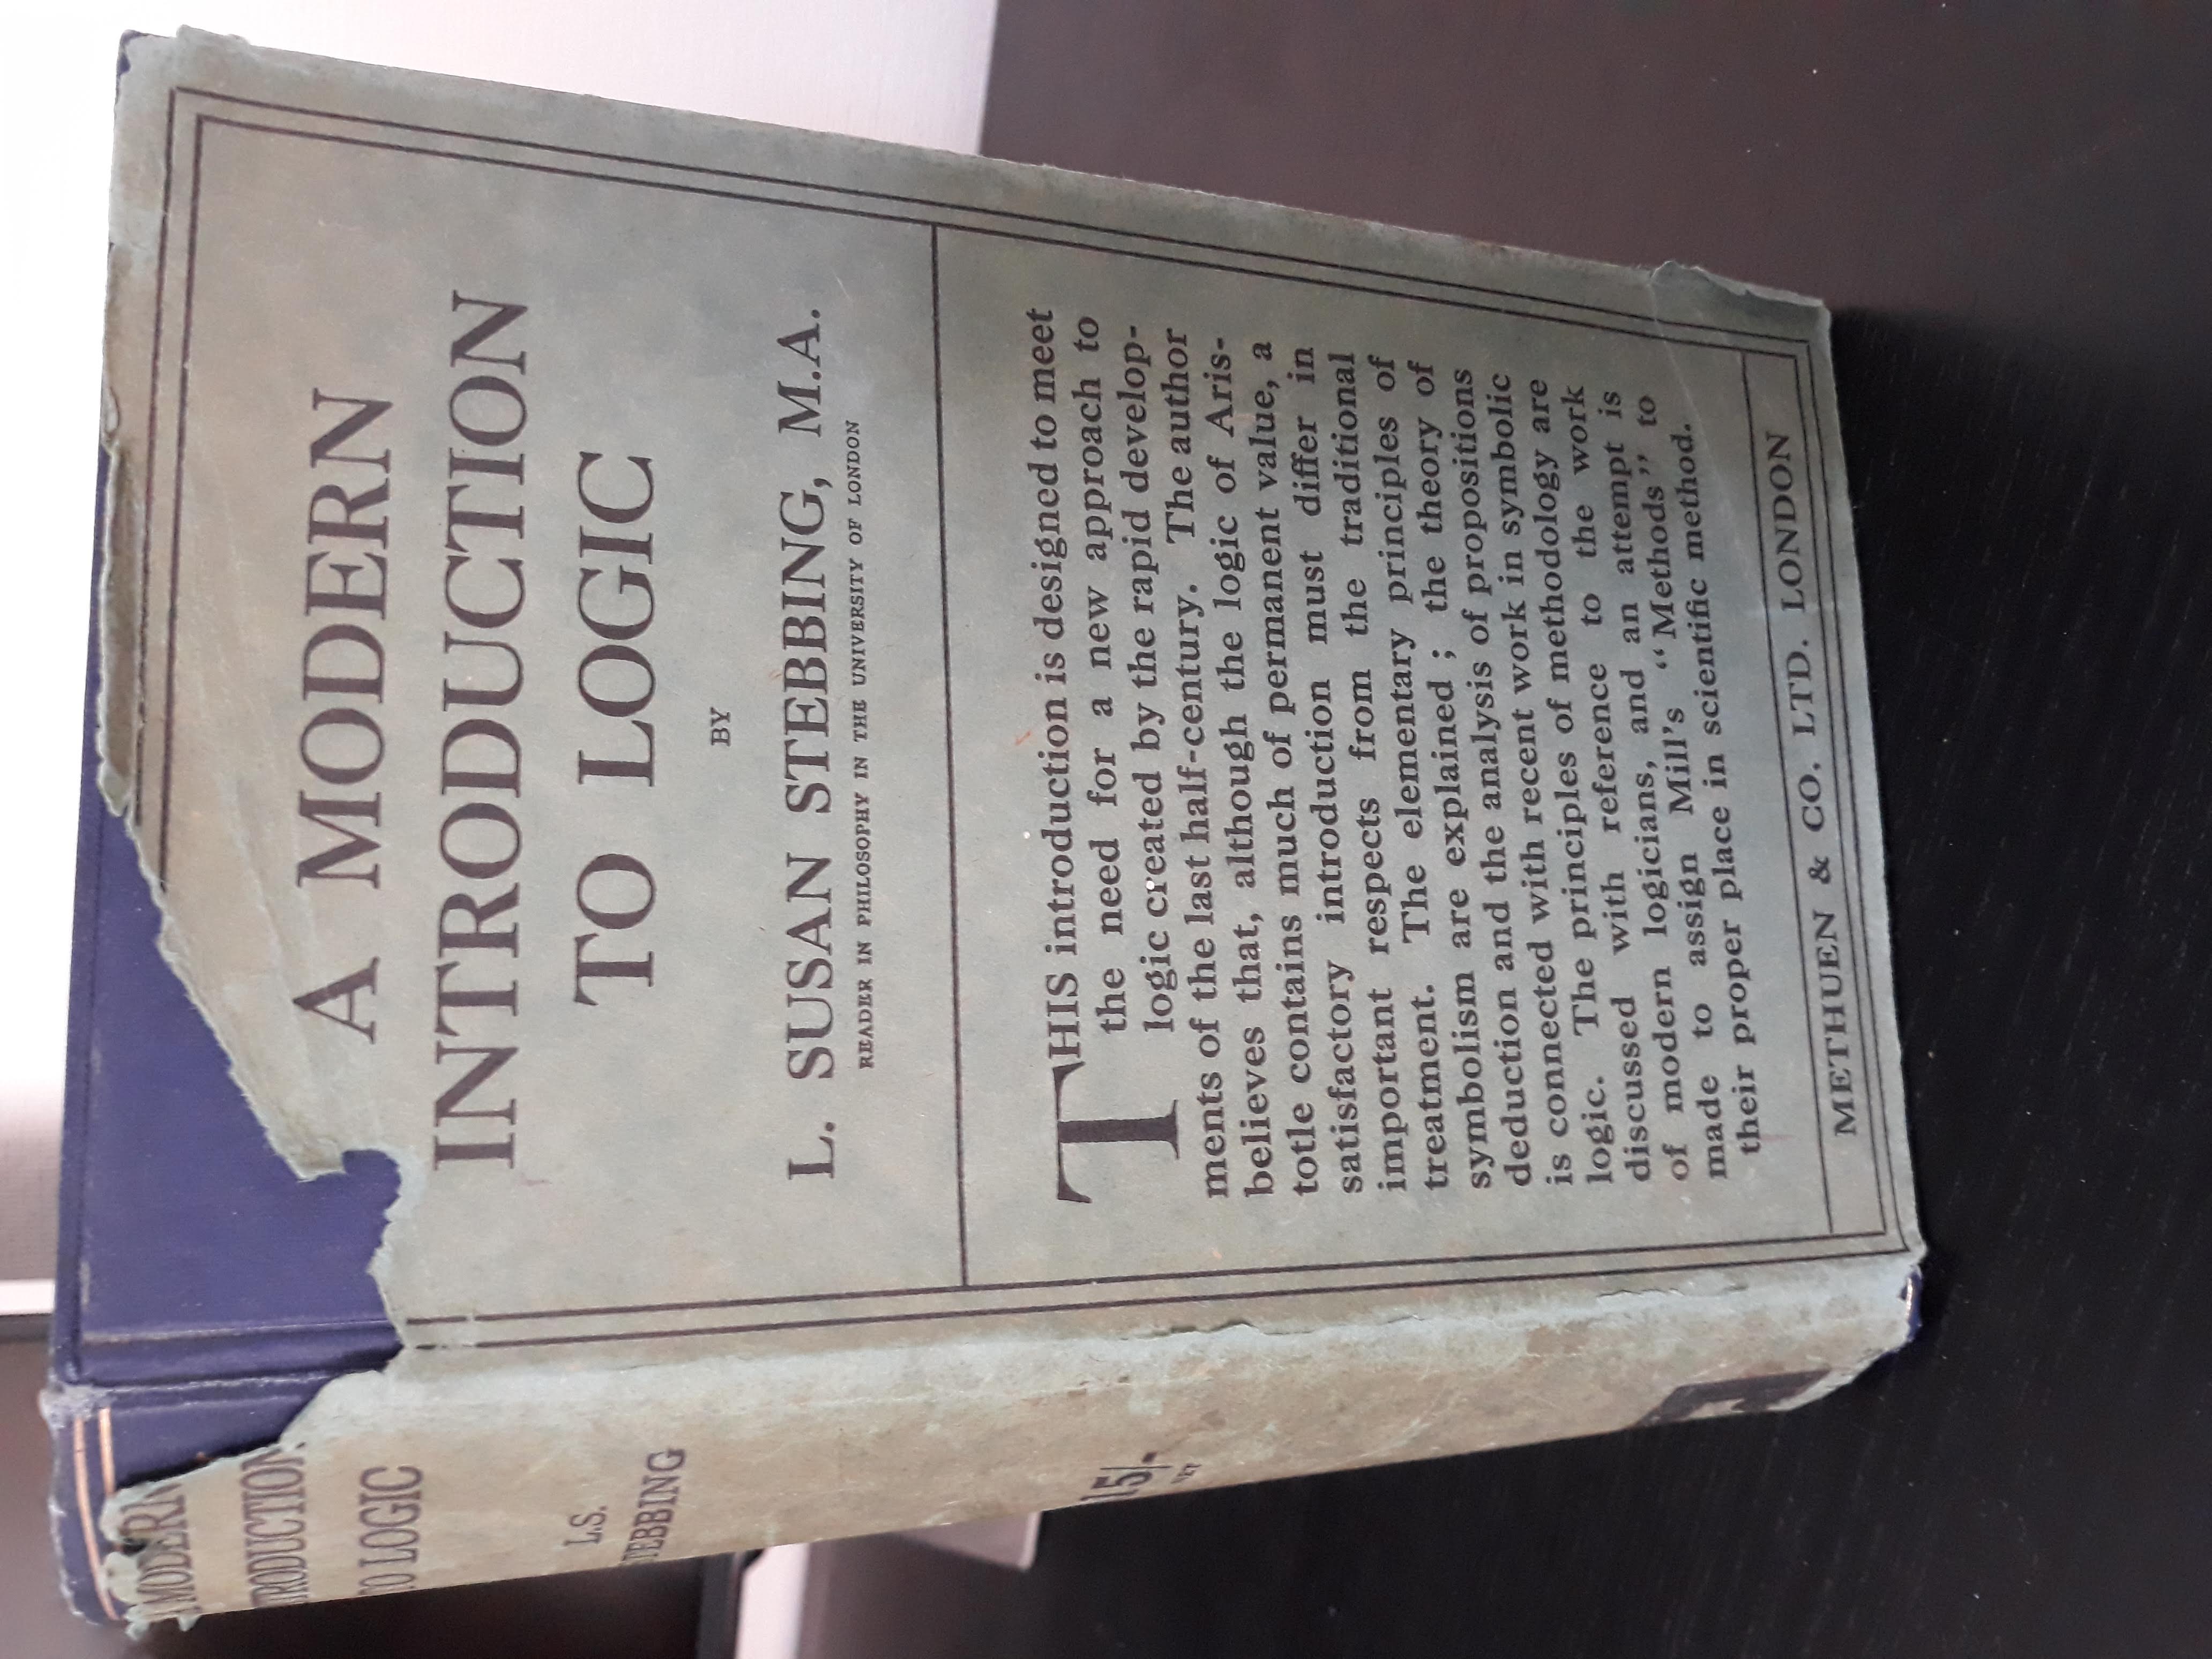 A MODERN
INTRODUCTION
TO LOGIC
BY
L. SUSAN STEBBING, M.A.
READER IN PHILOSOPHY IN THE UNIVERSITY OF LONDON
THIS introduction is designed to meet
the need for a new approach to
logic created by the rapid develop-
ments of the last half-century. The author
believes that, although the logic of Aris-
totle contains much of permanent value, a
satisfactory introduction must differ in
important respects from the traditional
treatment. The elementary principles of
symbolism are explained ; the theory of
deduction and the analysis of propositions
is connected with recent work in symbolic
logic. The principles of methodology are
discussed with reference to the work
of modern logicians, and an attempt is
made to assign Mill's “Methods” to
their proper place in scientific method.
METHUEN & CO. LTD. LONDON
MODERN
TRODUCTION
TO LOGIC
L.S.
TEBBING
15/-
NET